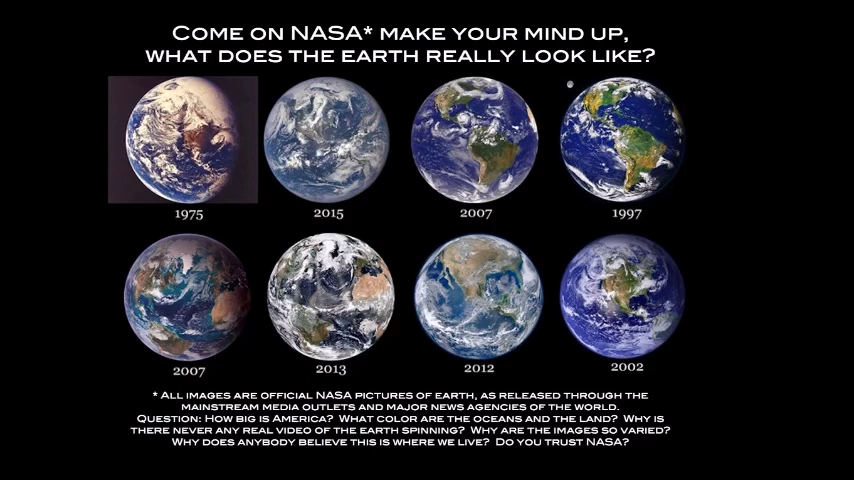 COME ON NASA* MAKE YOUR MIND UP,
WHAT DOES THE EARTH REALLY LOOK LIKE?
1975
2015
2007
1997
2007
2013
2012
2002
* ALL IMAGES ARE OFFICIAL NASA PICTURES OF EARTH, AS RELEASED THROUGH THE
MAINSTREAM MEDIA OUTLETS AND MAJOR NEWS AGENCIES OF THE WORLD.
QUESTION: HOW BIG IS AMERICA? WHAT COLOR ARE THE OCEANS AND THE LAND? WHY IS
THERE NEVER ANY REAL VIDEO OF THE EARTH SPINNING? WHY ARE THE IMAGES SO VARIED?
WHY DOES ANYBODY BELIEVE THIS IS WHERE WE LIVE? DO YOU TRUST NASA?